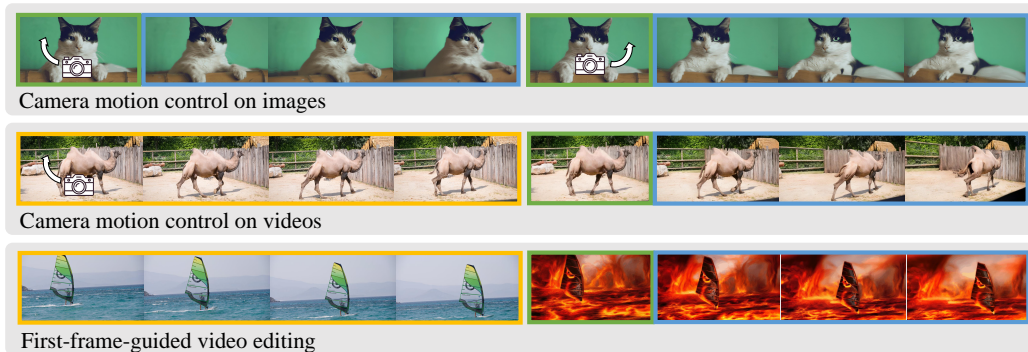 Camera motion control on images
Camera motion control on videos
First-frame-guided video editing